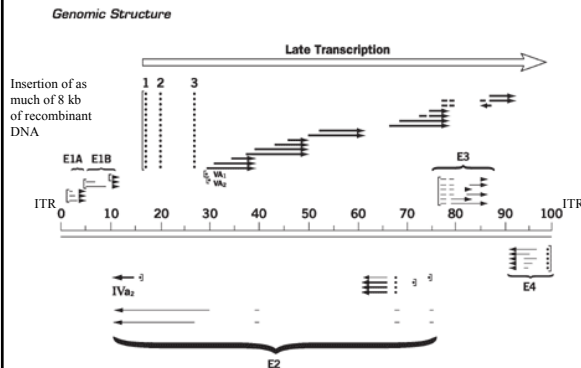 Genomic Structure
Late Transcription
Insertion of as
much of 8 kb
of recombinant
DNA
1 2 3
E1A E1B
VA1
VA2
E3
ITR
ITR
0 10 20 30 40 50 60 70 80 90 100
IVa2
E4
E2